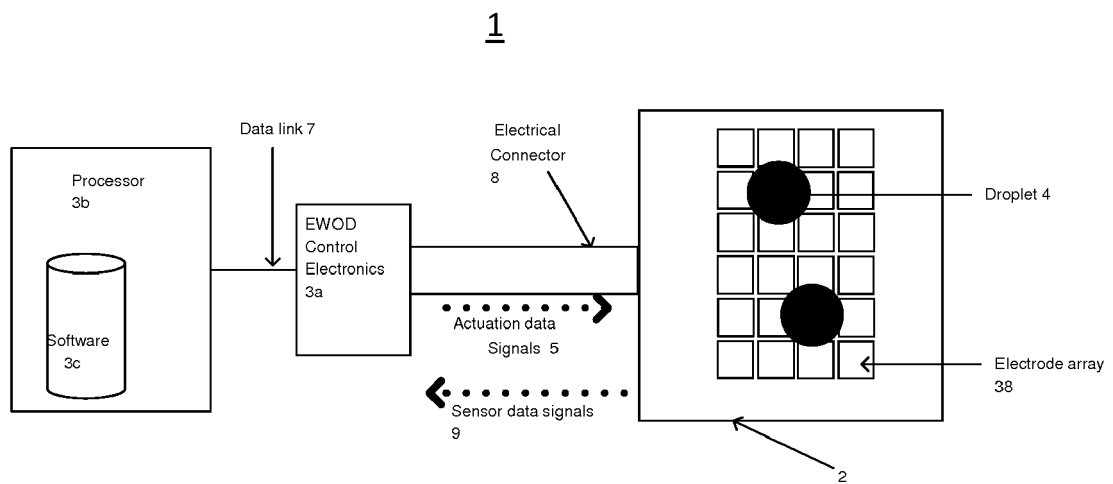 1
Data link 7
Electrical
Connector
8
Processor
3b
Software
3c
EWOD
Control
Electronics
3a
Actuation data
Signals 5
Sensor data signals
9
Droplet 4
Electrode array
38
2